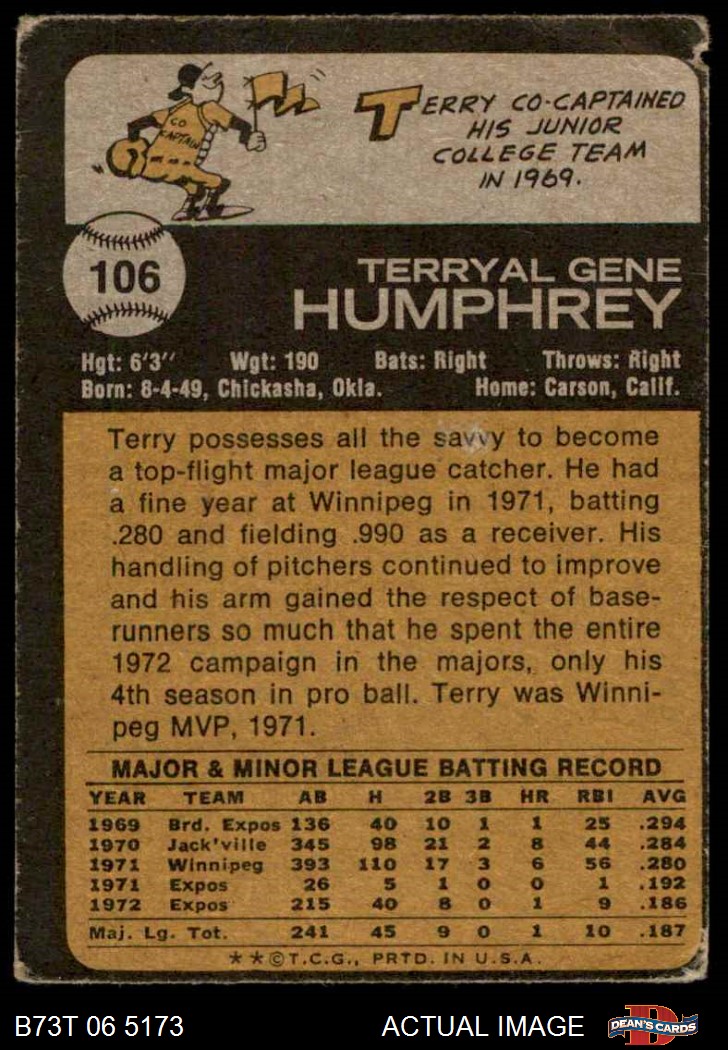 TERRY CO-CAPTAINED
HIS JUNIOR
COLLEGE TEAM
IN 1969.
CO
CAPTAIN
106
TERRYAL GENE
HUMPHREY
Hgt: 6'3" Wgt: 190 Bats: Right Throws: Right
Born: 8-4-49, Chickasha, Okla. Home: Carson, Calif.
Terry possesses all the savvy to become
a top-flight major league catcher. He had
a fine year at Winnipeg in 1971, batting
.280 and fielding .990 as a receiver. His
handling of pitchers continued to improve
and his arm gained the respect of base-
runners so much that he spent the entire
1972 campaign in the majors, only his
4th season in pro ball. Terry was Winni-
peg MVP, 1971.
MAJOR & MINOR LEAGUE BATTING RECORD
YEAR TEAM AB H 2B 3B HR RBI AVG
1969 Brd. Expos 136 40 10 1 1 25 .294
1970 Jack'ville 345 98 21 2 8 44 .284
1971 Winnipeg 393 110 17 3 6 56 .280
1971 Expos 26 5 1 0 0 1 .192
1972 Expos 215 40 8 0 1 9 .186
Maj. Lg. Tot. 241 45 9 0 1 10 .187
**©T.C.G., PRTD. IN U.S.A.
B73T 06 5173 ACTUAL IMAGE
D
DEAN'S CARDS